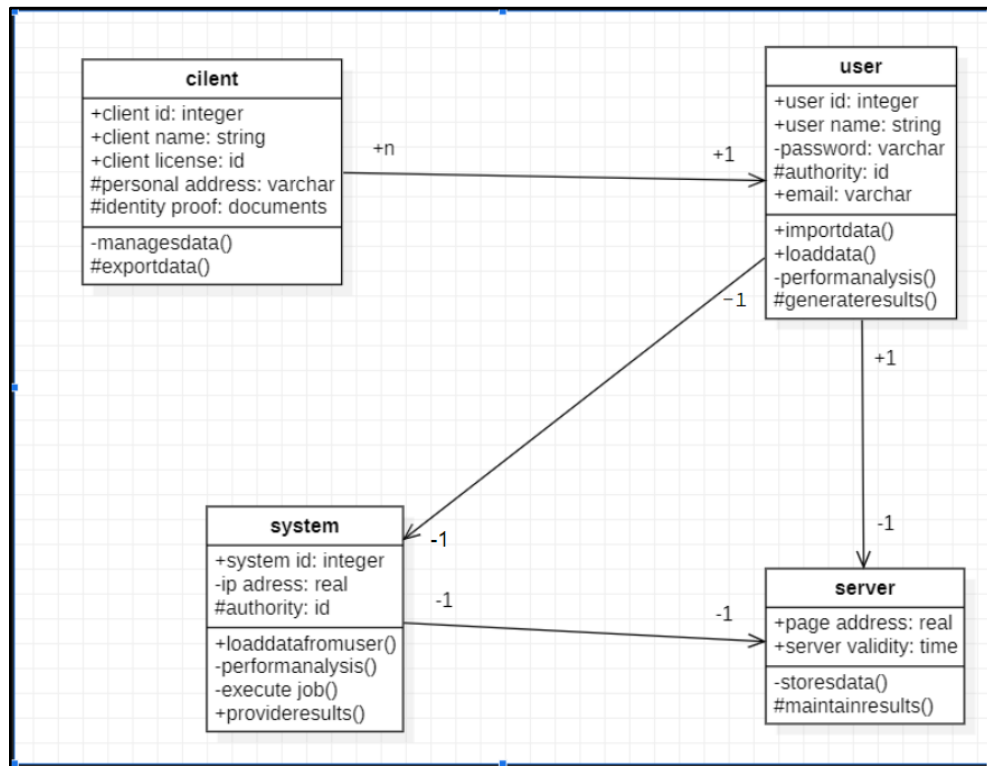 cilent
+client id: integer
+client name: string
+client license: id
#personal address: varchar
#identity proof: documents
-managesdata()
#exportdata()
+n
+1
user
+user id: integer
+user name: string
-password: varchar
#authority: id
+email: varchar
+importdata()
+loaddata()
-performanalysis()
#generateresults()
-1
+1
-1
-1
system
+system id: integer
-ip adress: real
#authority: id
+loaddatafromuser()
-performanalysis()
-execute job()
+provideresults()
-1
-1
server
+page address: real
+server validity: time
-storesdata()
#maintainresults()